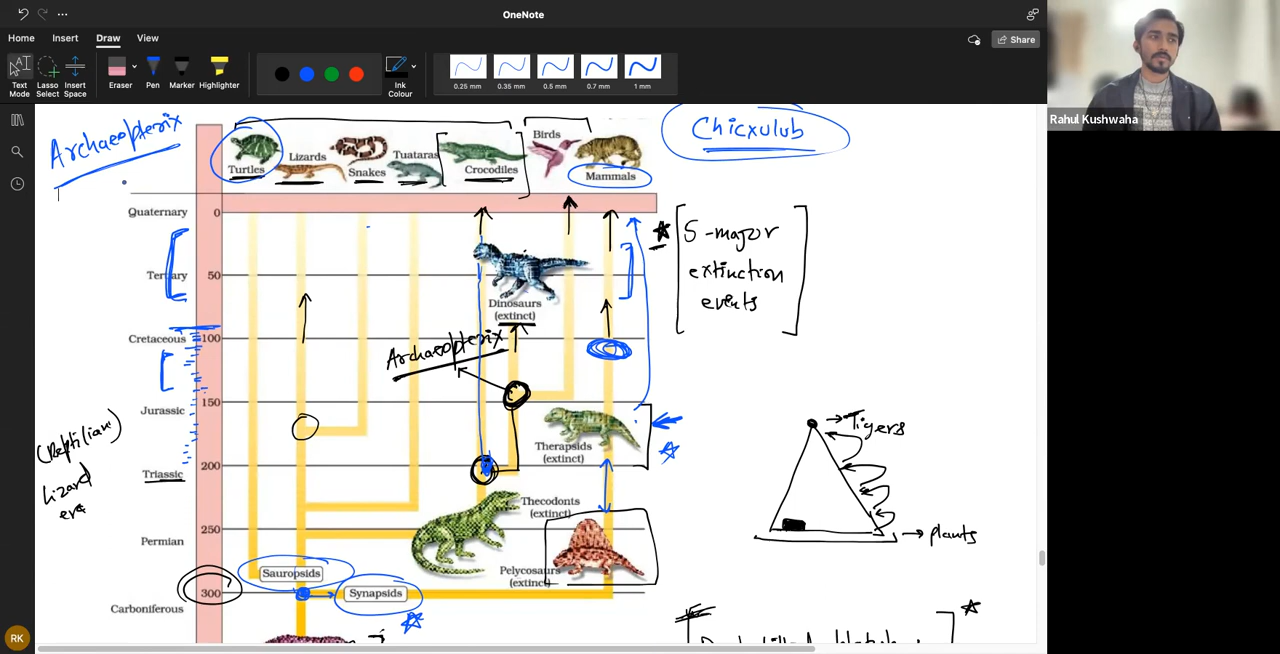 OneNote
Home Insert Draw View
Share
Text Mode
Lasso Select
Insert Space
Eraser
Pen
Marker
Highlighter
Ink Colour
0.25 mm 0.35 mm 0.5 mm 0.7 mm 1 mm
Rahul Kushwaha
Archaeopterix
Chicxulub
Turtles
Lizards
Snakes
Tuataras
Crocodiles
Birds
Mammals
Quaternary 0
Tertiary 50
Cretaceous 100
Jurassic 150
Triassic 200
Permian 250
Carboniferous 300
5-major
extinction
events
Dinosaurs
(extinct)
Archaeopterix
Therapsids
(extinct)
Thecodonts
(extinct)
Pelycosaurs
(extinct)
Sauropsids
Synapsids
(Reptilian)
lizard
era
Tigers
plants
RK